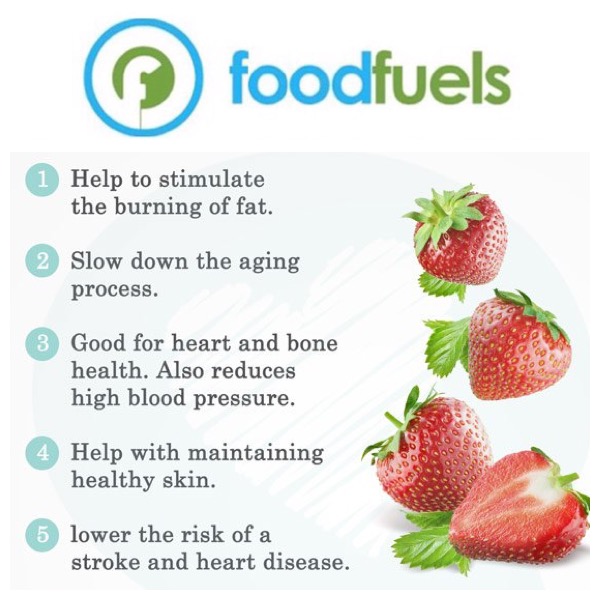 foodfuels
1 Help to stimulate
the burning of fat.
2 Slow down the aging
process.
3 Good for heart and bone
health. Also reduces
high blood pressure.
4 Help with maintaining
healthy skin.
5 lower the risk of a
stroke and heart disease.